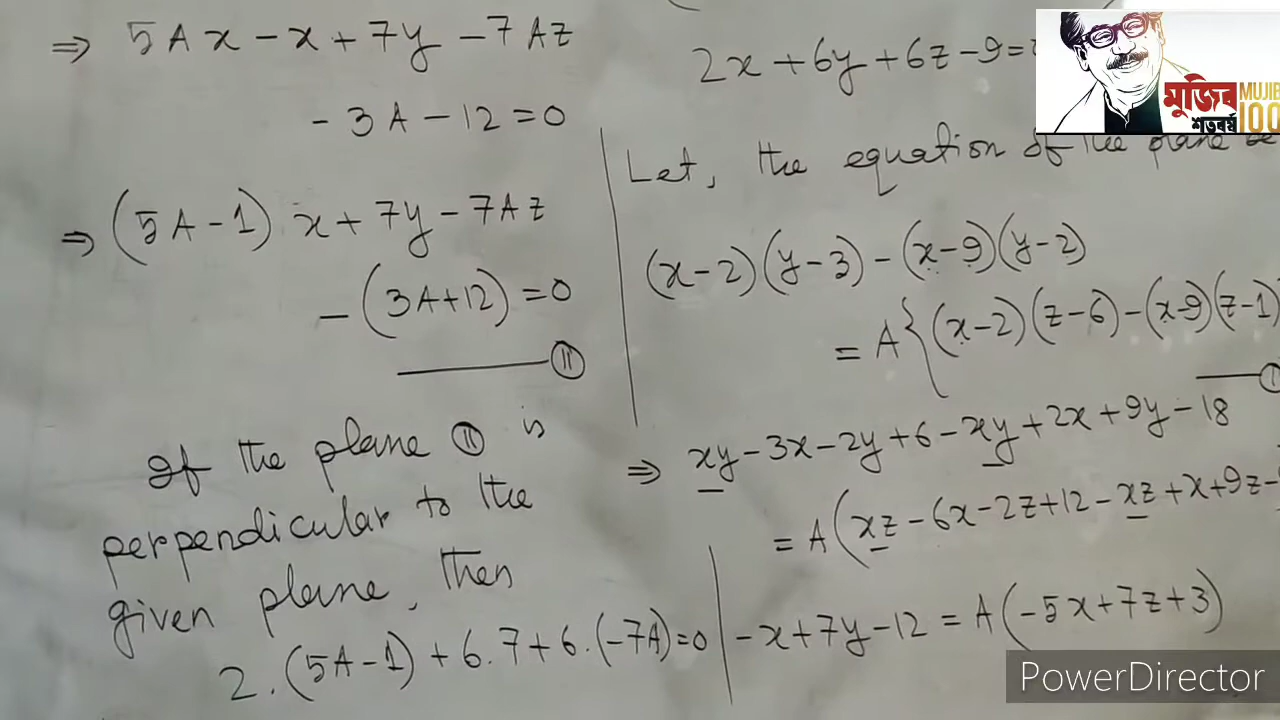 ⇒ 5Ax - x + 7y - 7Az
- 3A - 12 = 0
⇒ (5A - 1) x + 7y - 7Az
- (3A + 12) = 0
II
If the plane II is
perpendicular to the
given plane, then
2.(5A - 1) + 6.7 + 6.(-7A) = 0
2x + 6y + 6z - 9 =
Let, the equation of the plane be
(x - 2)(y - 3) - (x - 9)(y - 2)
= A{(x - 2)(z - 6) - (x - 9)(z - 1)
⇒ xy - 3x - 2y + 6 - xy + 2x + 9y - 18
= A(xz - 6x - 2z + 12 - xz + x + 9z -
- x + 7y - 12 = A(-5x + 7z + 3)
মুজিব MUJIB
শতবর্ষ 100
PowerDirector